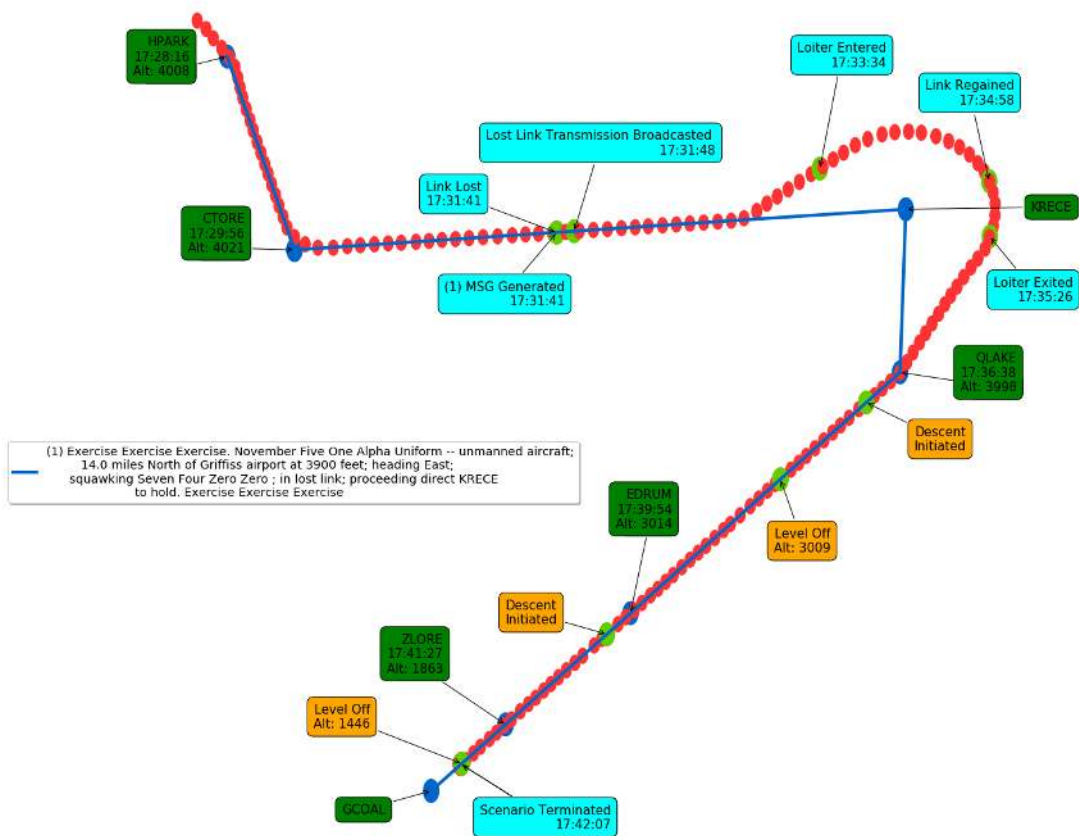 HPARK
17:28:16
Alt: 4008
Loiter Entered
17:33:34
Link Regained
17:34:58
Lost Link Transmission Broadcasted
17:31:48
Link Lost
17:31:41
CTORE
17:29:56
Alt: 4021
KRECE
(1) MSG Generated
17:31:41
Loiter Exited
17:35:26
QLAKE
17:36:38
Alt: 3998
Descent
Initiated
(1) Exercise Exercise Exercise. November Five One Alpha Uniform -- unmanned aircraft;
14.0 miles North of Griffiss airport at 3900 feet; heading East;
squawking Seven Four Zero Zero ; in lost link; proceeding direct KRECE
to hold. Exercise Exercise Exercise
EDRUM
17:39:54
Alt: 3014
Level Off
Alt: 3009
Descent
Initiated
ZLORE
17:41:27
Alt: 1863
Level Off
Alt: 1446
GCOAL
Scenario Terminated
17:42:07